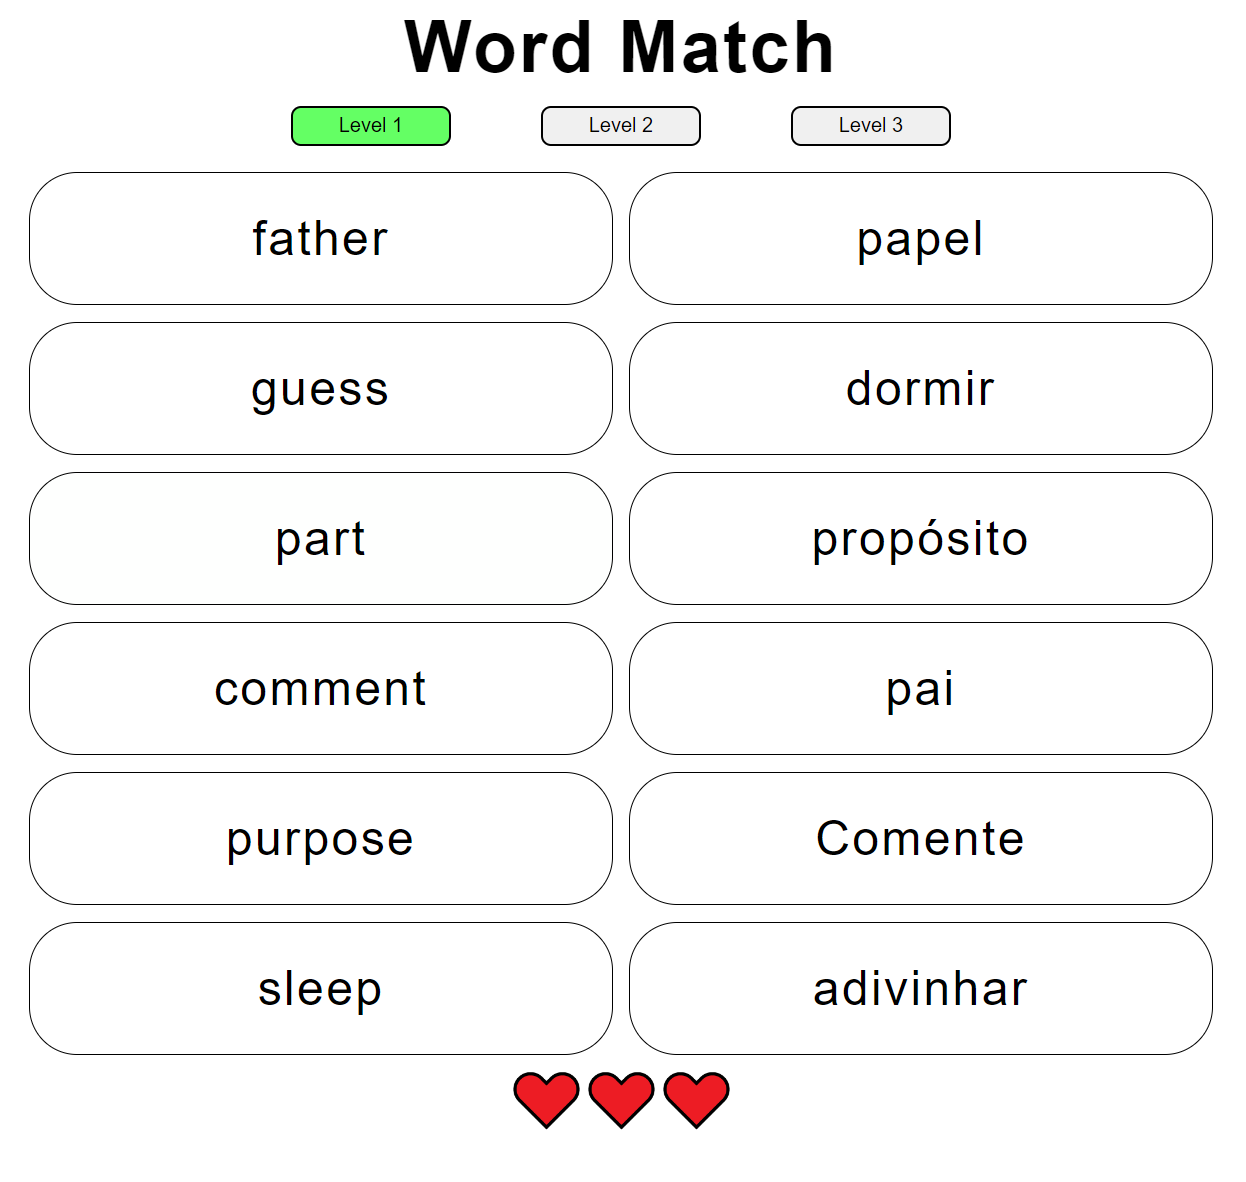 Word Match
Level 1 Level 2 Level 3
father papel
guess dormir
part propósito
comment pai
purpose Comente
sleep adivinhar